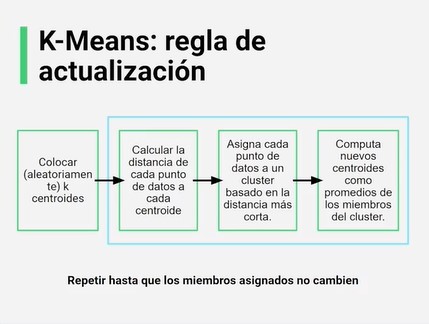 K-Means: regla de
actualización
Colocar
(aleatoriamen
te) k
centroides
Calcular la
distancia de
cada punto
de datos a
cada
centroide
Asigna cada
punto de
datos a un
cluster
basado en la
distancia más
corta.
Computa
nuevos
centroides
como
promedios de
los miembros
del cluster.
Repetir hasta que los miembros asignados no cambien